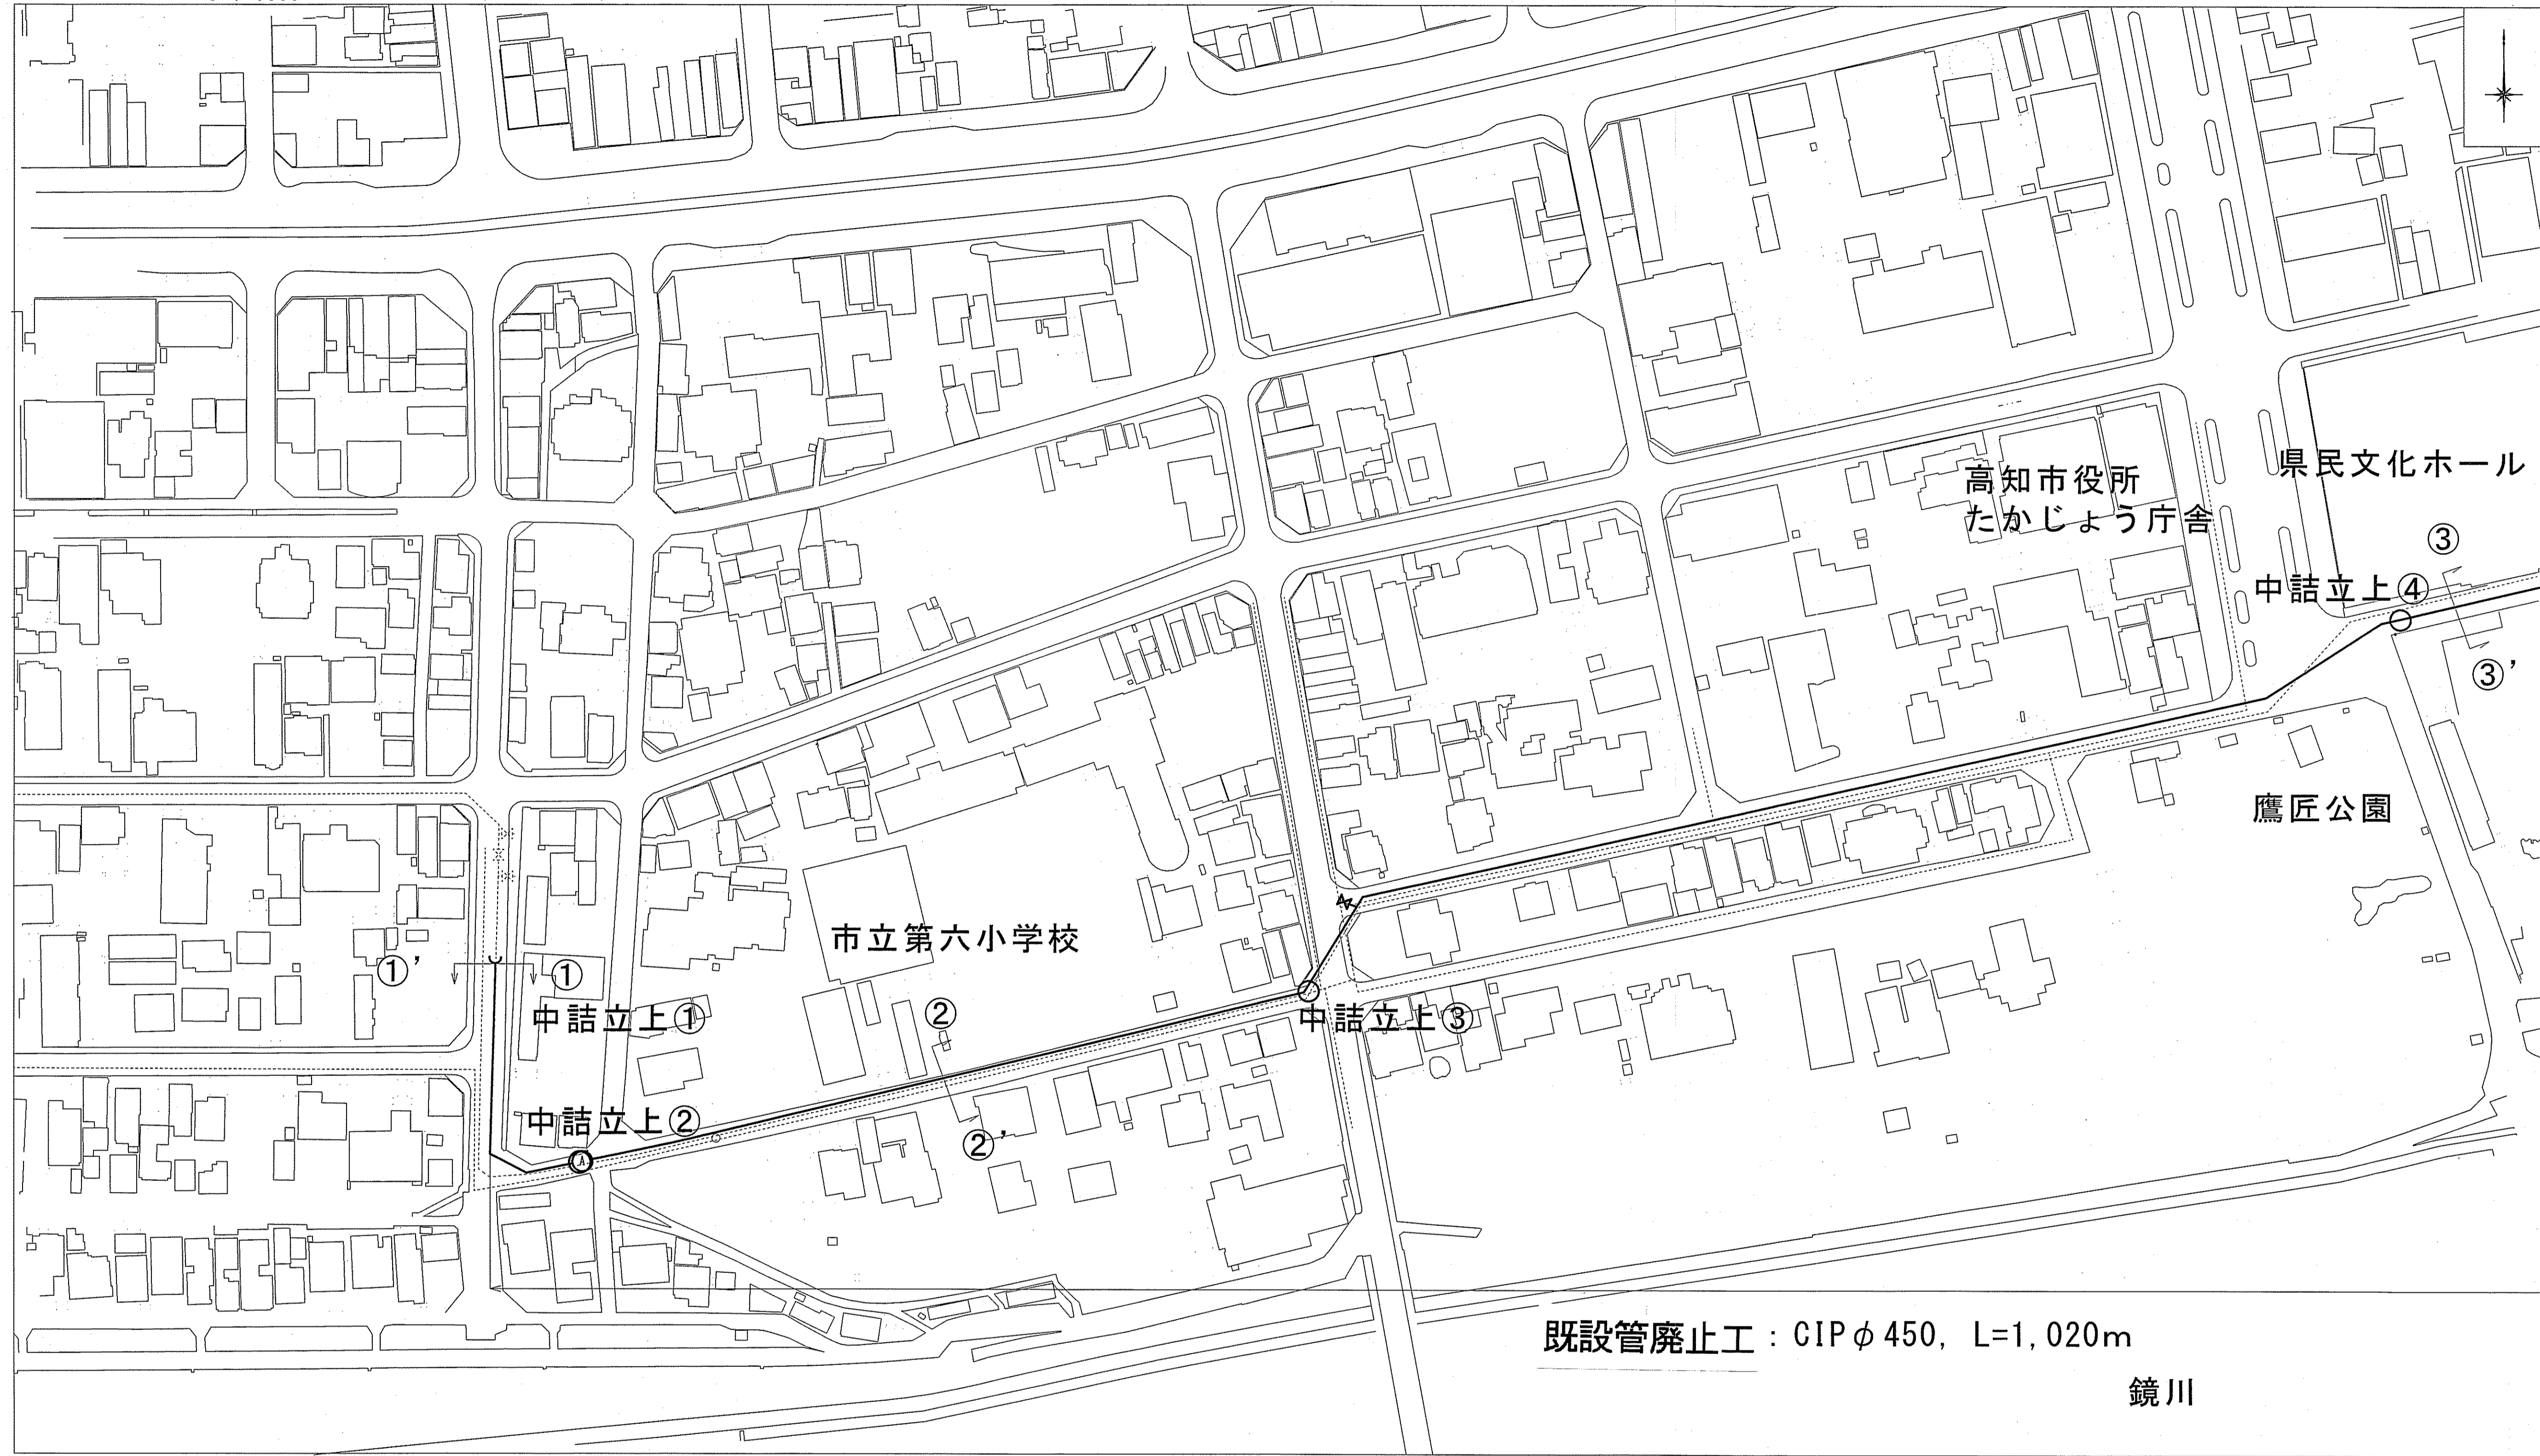 高知市役所
たかじょう庁舎
県民文化ホール
③
中詰立上④
③’
鷹匠公園
市立第六小学校
①’
①
中詰立上①
②
中詰立上③
中詰立上②
Ⓐ
②’
既設管廃止工：CIPφ450, L=1,020m
鏡川